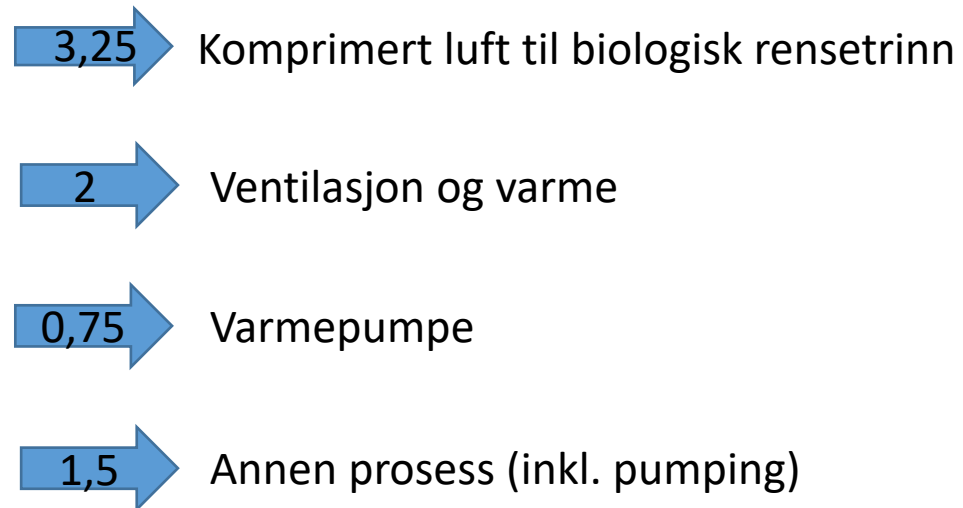 3,25 Komprimert luft til biologisk rensetrinn
2 Ventilasjon og varme
0,75 Varmepumpe
1,5 Annen prosess (inkl. pumping)